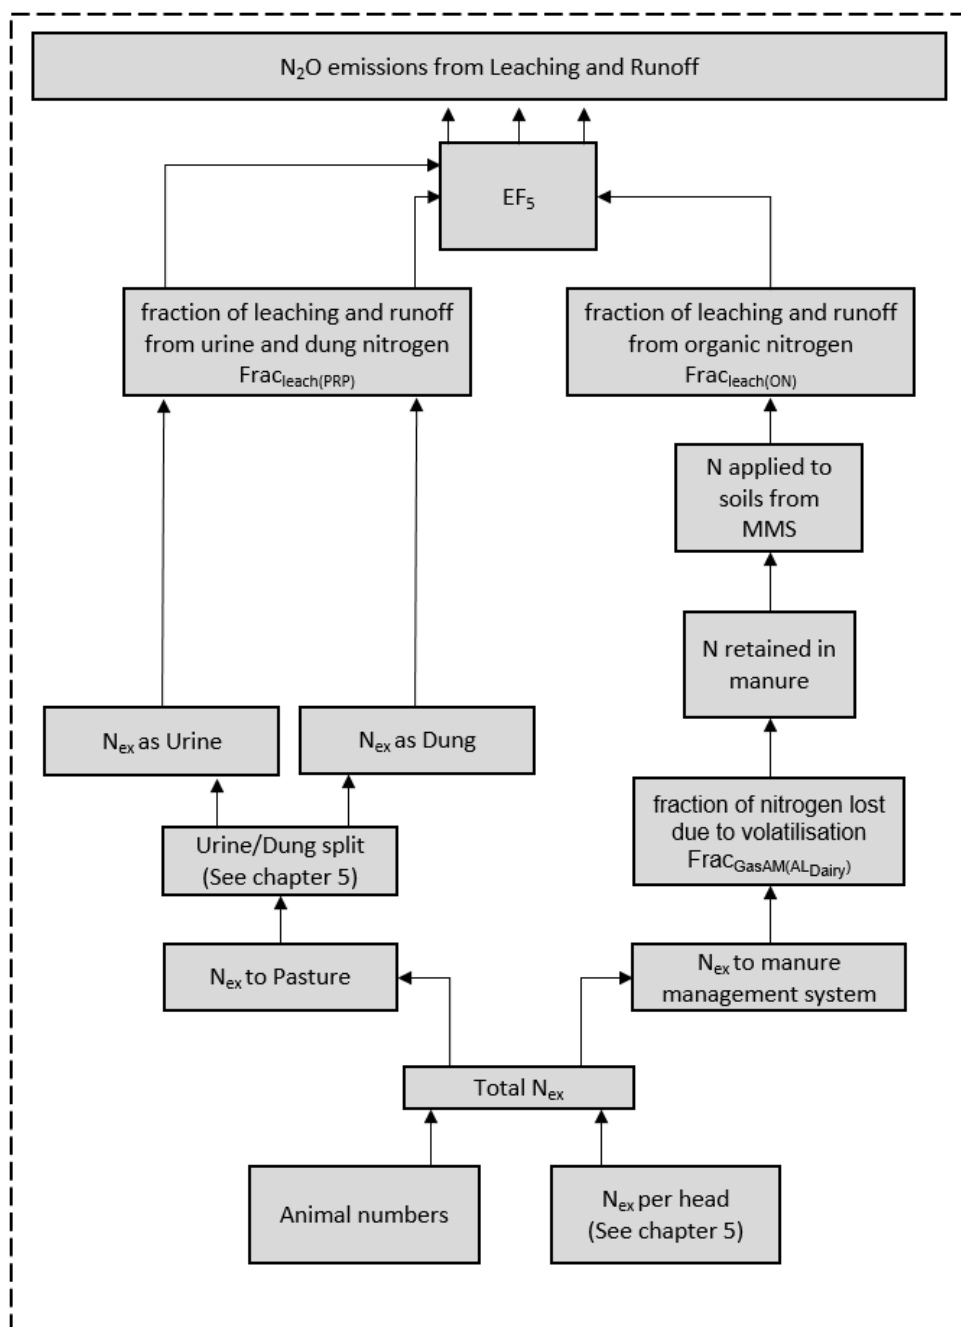 N₂O emissions from Leaching and Runoff
EF₅
fraction of leaching and runoff
from urine and dung nitrogen
Frac_leach(PRP)
fraction of leaching and runoff
from organic nitrogen
Frac_leach(ON)
N applied to
soils from
MMS
N retained in
manure
N_ex as Urine
N_ex as Dung
fraction of nitrogen lost
due to volatilisation
Frac_GasAM(AL_Dairy)
Urine/Dung split
(See chapter 5)
N_ex to Pasture
N_ex to manure
management system
Total N_ex
Animal numbers
N_ex per head
(See chapter 5)